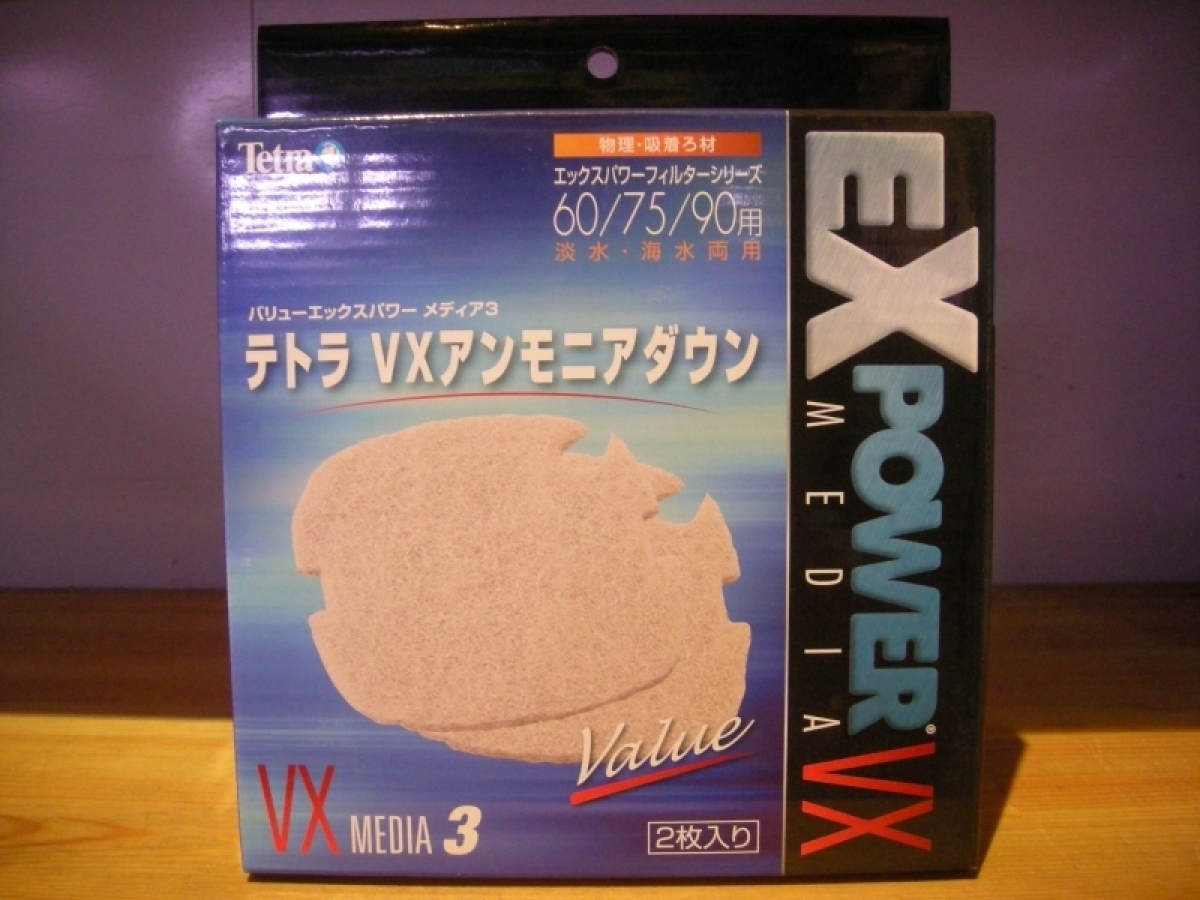 Tetra
物理・吸着ろ材
エックスパワーフィルターシリーズ
60/75/90用
淡水・海水両用
バリューエックスパワー メディア3
テトラ VXアンモニアダウン
Value
VX MEDIA 3
2枚入り
EX POWER® VX
MEDIA